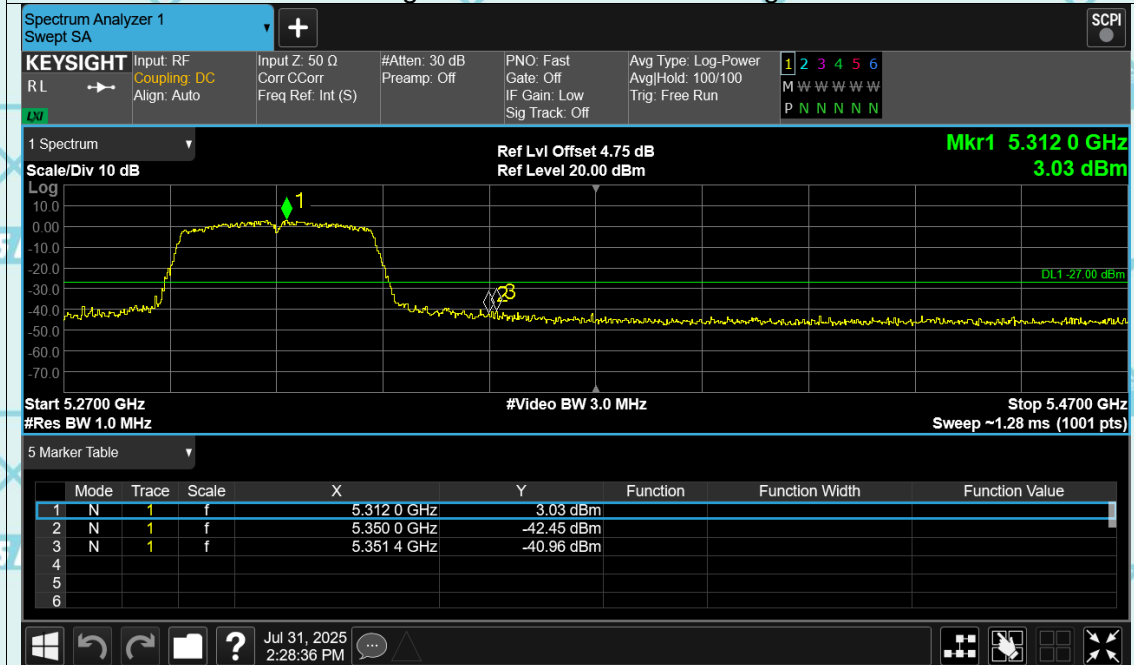 Spectrum Analyzer 1
Swept SA
+
SCPI
KEYSIGHT
RL
LXI
Input: RF
Coupling: DC
Align: Auto
Input Z: 50 Ω
Corr CCorr
Freq Ref: Int (S)
#Atten: 30 dB
Preamp: Off
PNO: Fast
Gate: Off
IF Gain: Low
Sig Track: Off
Avg Type: Log-Power
Avg|Hold: 100/100
Trig: Free Run
1 2 3 4 5 6
M W W W W W
P N N N N N
1 Spectrum
Scale/Div 10 dB
Ref Lvl Offset 4.75 dB
Ref Level 20.00 dBm
Mkr1 5.312 0 GHz
3.03 dBm
Log
10.0
0.00
-10.0
-20.0
-30.0
-40.0
-50.0
-60.0
-70.0
1
23
DL1 -27.00 dBm
Start 5.2700 GHz #Video BW 3.0 MHz Stop 5.4700 GHz
#Res BW 1.0 MHz Sweep ~1.28 ms (1001 pts)
5 Marker Table
Mode Trace Scale X Y Function Function Width Function Value
1 N 1 f 5.312 0 GHz 3.03 dBm
2 N 1 f 5.350 0 GHz -42.45 dBm
3 N 1 f 5.351 4 GHz -40.96 dBm
4
5
6
?
Jul 31, 2025
2:28:36 PM